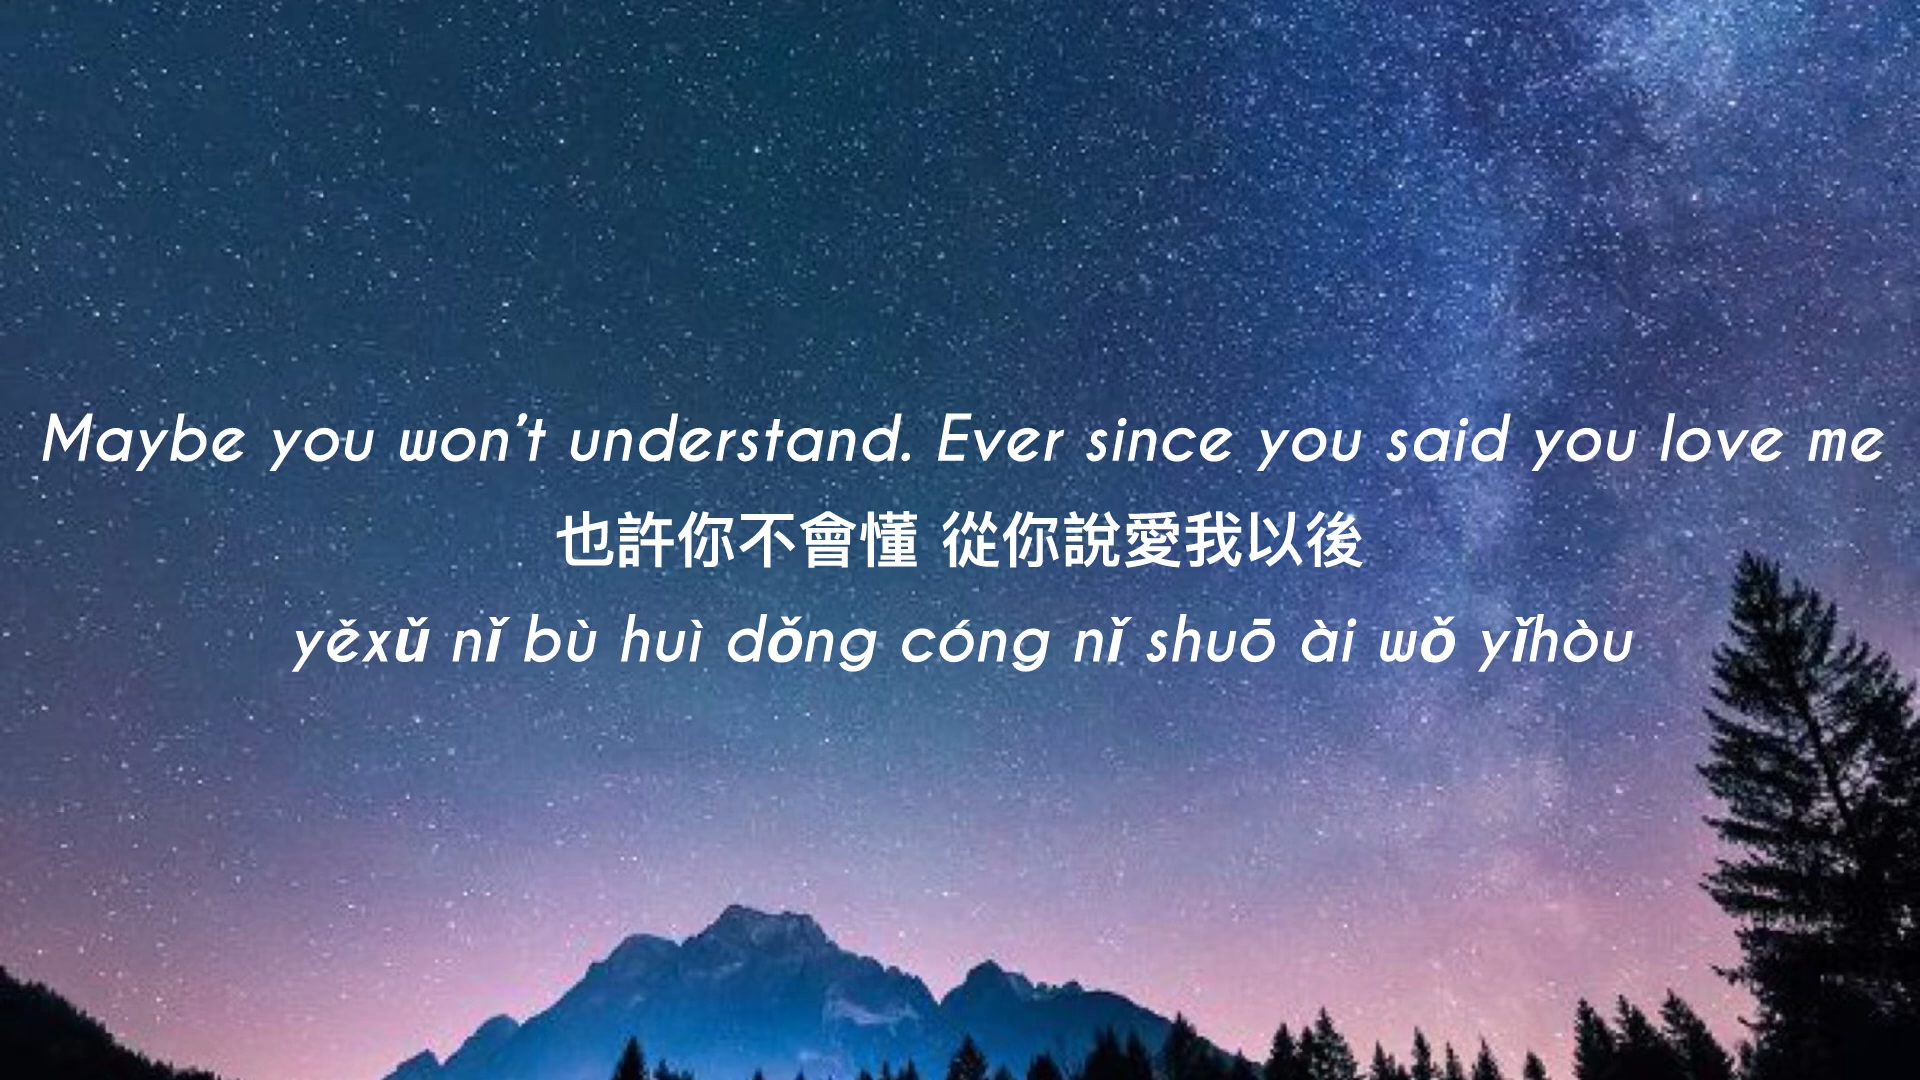 Maybe you won't understand. Ever since you said you love me
也許你不會懂 從你說愛我以後
yěxǔ nǐ bù huì dǒng cóng nǐ shuō ài wǒ yǐhòu